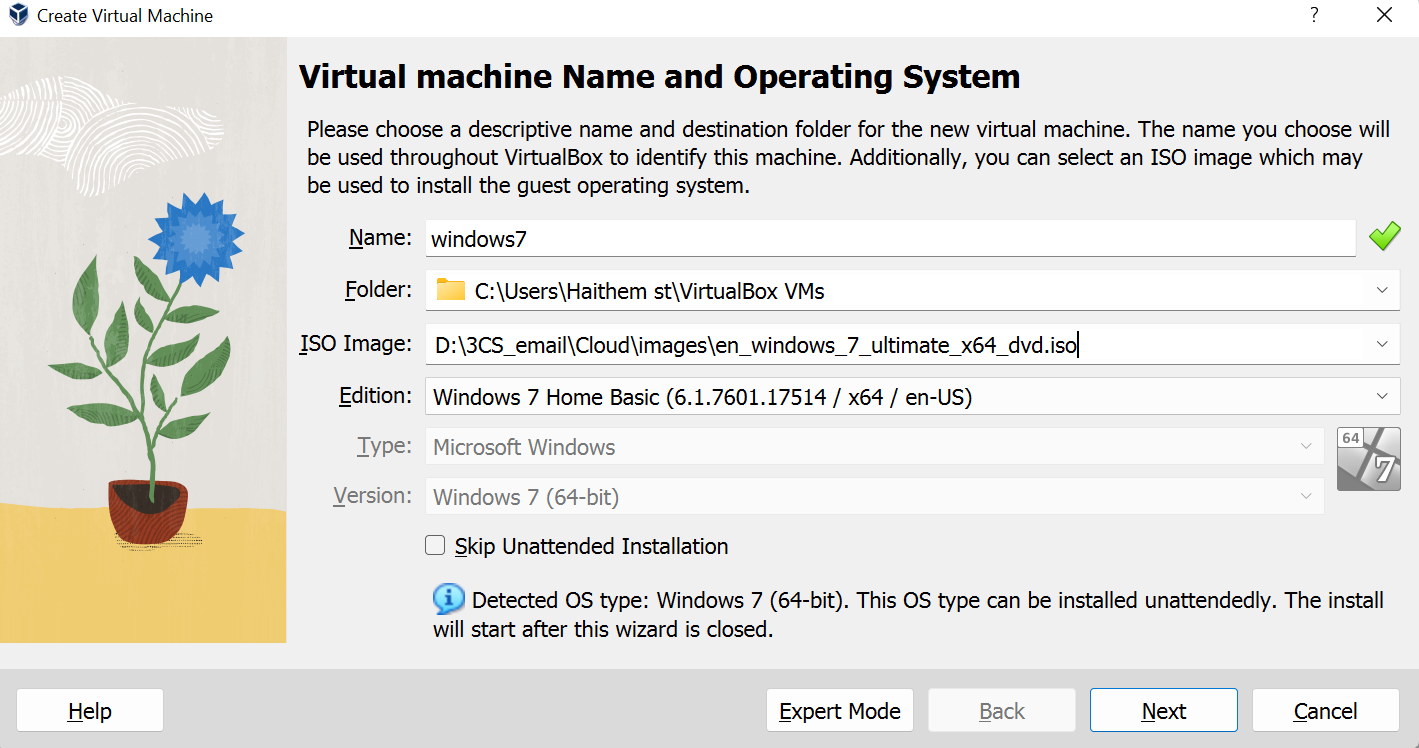 Create Virtual Machine
?
Virtual machine Name and Operating System
Please choose a descriptive name and destination folder for the new virtual machine. The name you choose will
be used throughout VirtualBox to identify this machine. Additionally, you can select an ISO image which may
be used to install the guest operating system.
Name: windows7
Folder: C:\Users\Haithem st\VirtualBox VMs
ISO Image: D:\3CS_email\Cloud\images\en_windows_7_ultimate_x64_dvd.iso
Edition: Windows 7 Home Basic (6.1.7601.17514 / x64 / en-US)
Type: Microsoft Windows
64
7
Version: Windows 7 (64-bit)
Skip Unattended Installation
Detected OS type: Windows 7 (64-bit). This OS type can be installed unattendedly. The install
will start after this wizard is closed.
Help Expert Mode Back Next Cancel